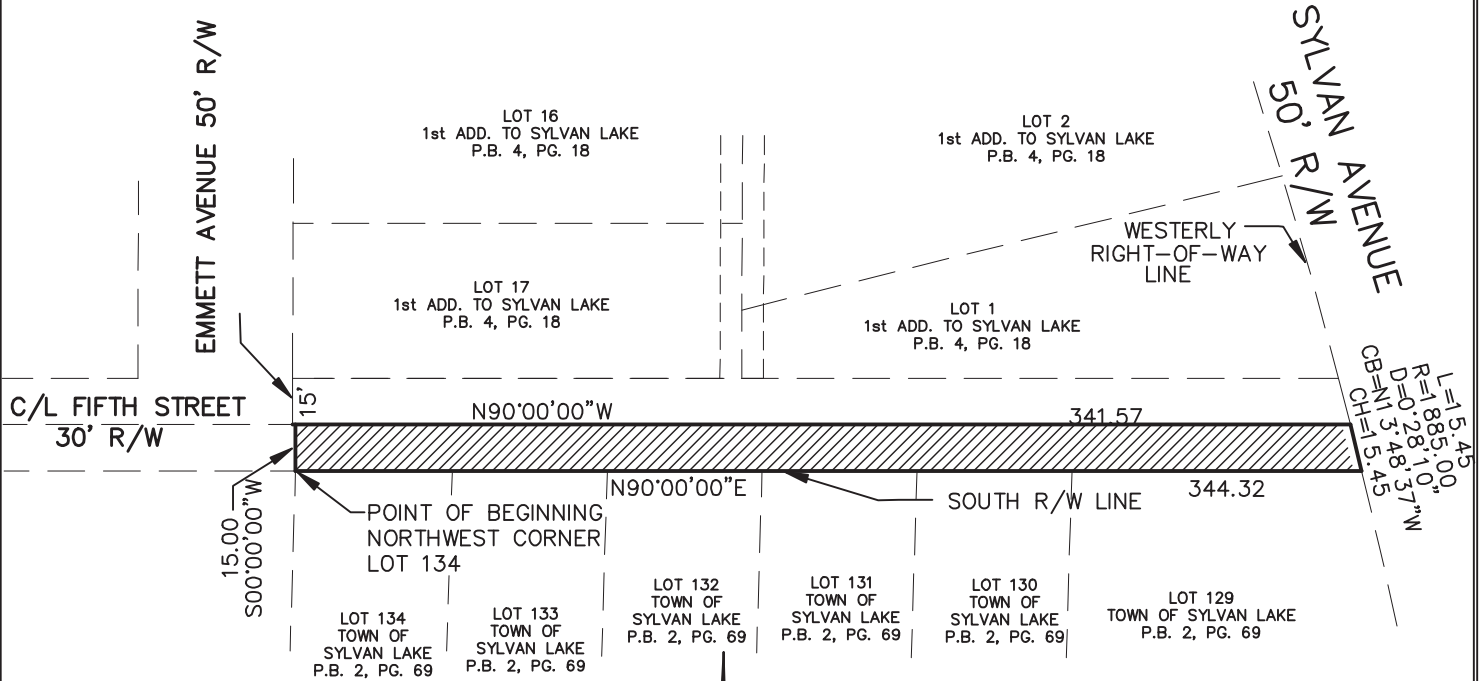 EMMETT AVENUE 50' R/W
SYLVAN AVENUE
50' R/W
LOT 16
1st ADD. TO SYLVAN LAKE
P.B. 4, PG. 18
LOT 2
1st ADD. TO SYLVAN LAKE
P.B. 4, PG. 18
WESTERLY
RIGHT-OF-WAY
LINE
LOT 17
1st ADD. TO SYLVAN LAKE
P.B. 4, PG. 18
LOT 1
1st ADD. TO SYLVAN LAKE
P.B. 4, PG. 18
C/L FIFTH STREET
30' R/W
15'
N90°00'00"W
341.57
L=15.45
R=1885.00
D=0°28'10"
CB=N13°48'37"W
CH=15.45
N90°00'00"E
344.32
SOUTH R/W LINE
15.00
S00°00'00"W
POINT OF BEGINNING
NORTHWEST CORNER
LOT 134
LOT 134
TOWN OF
SYLVAN LAKE
P.B. 2, PG. 69
LOT 133
TOWN OF
SYLVAN LAKE
P.B. 2, PG. 69
LOT 132
TOWN OF
SYLVAN LAKE
P.B. 2, PG. 69
LOT 131
TOWN OF
SYLVAN LAKE
P.B. 2, PG. 69
LOT 130
TOWN OF
SYLVAN LAKE
P.B. 2, PG. 69
LOT 129
TOWN OF SYLVAN LAKE
P.B. 2, PG. 69